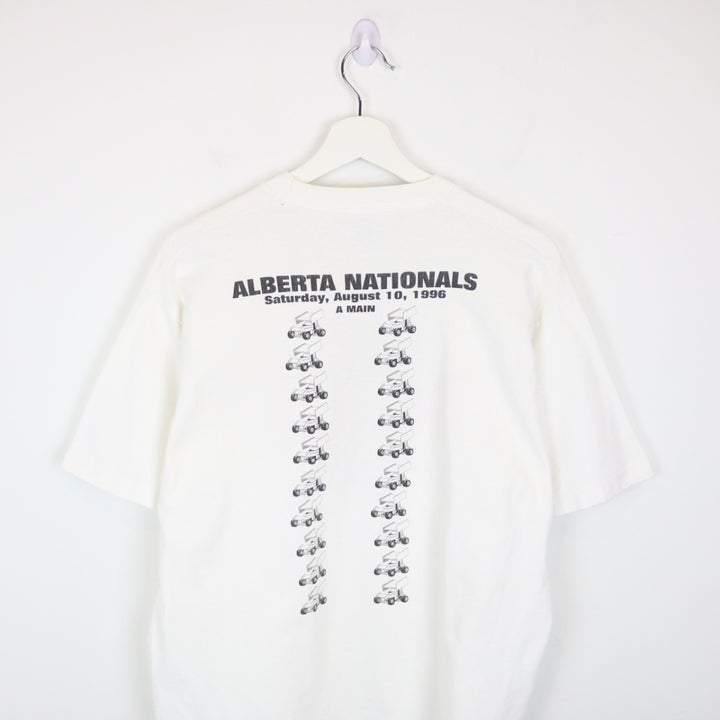 ALBERTA NATIONALS
Saturday, August 10, 1996
A MAIN